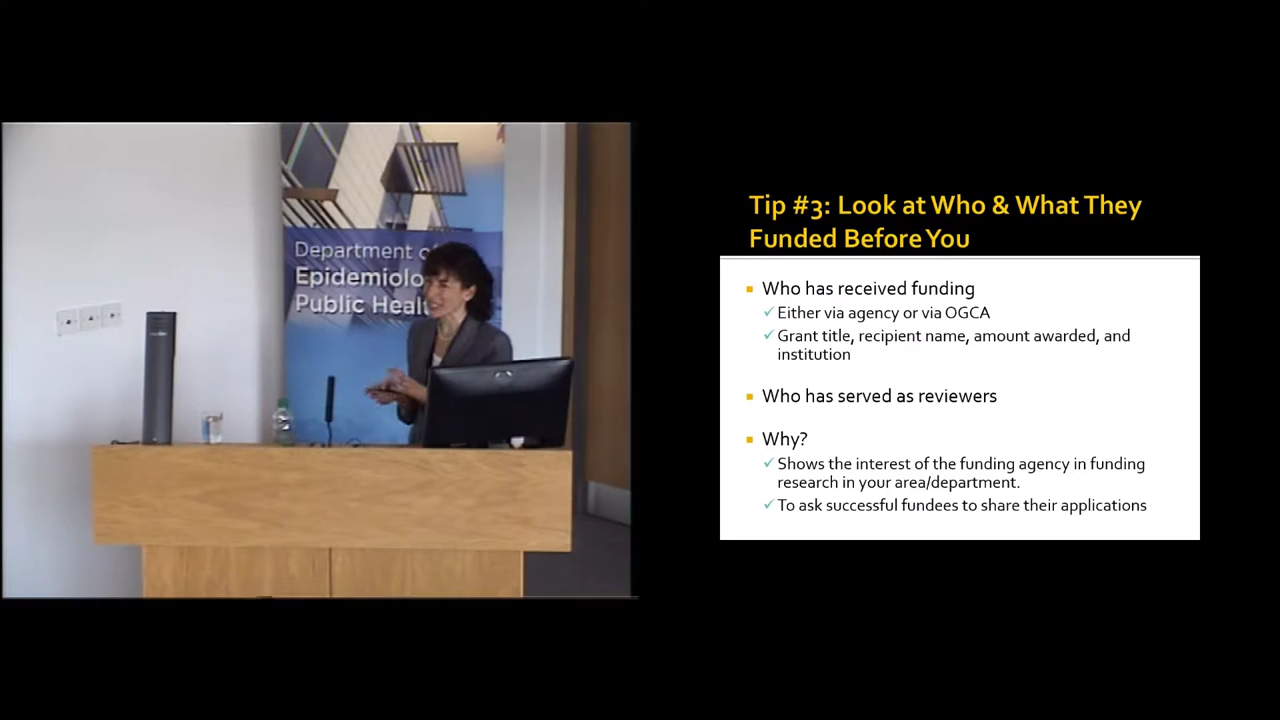 Department
Epidemiolo
Public Heal
Tip #3: Look at Who & What They
Funded Before You
Who has received funding
Either via agency or via OGCA
Grant title, recipient name, amount awarded, and
institution
Who has served as reviewers
Why?
Shows the interest of the funding agency in funding
research in your area/department.
To ask successful fundees to share their applications